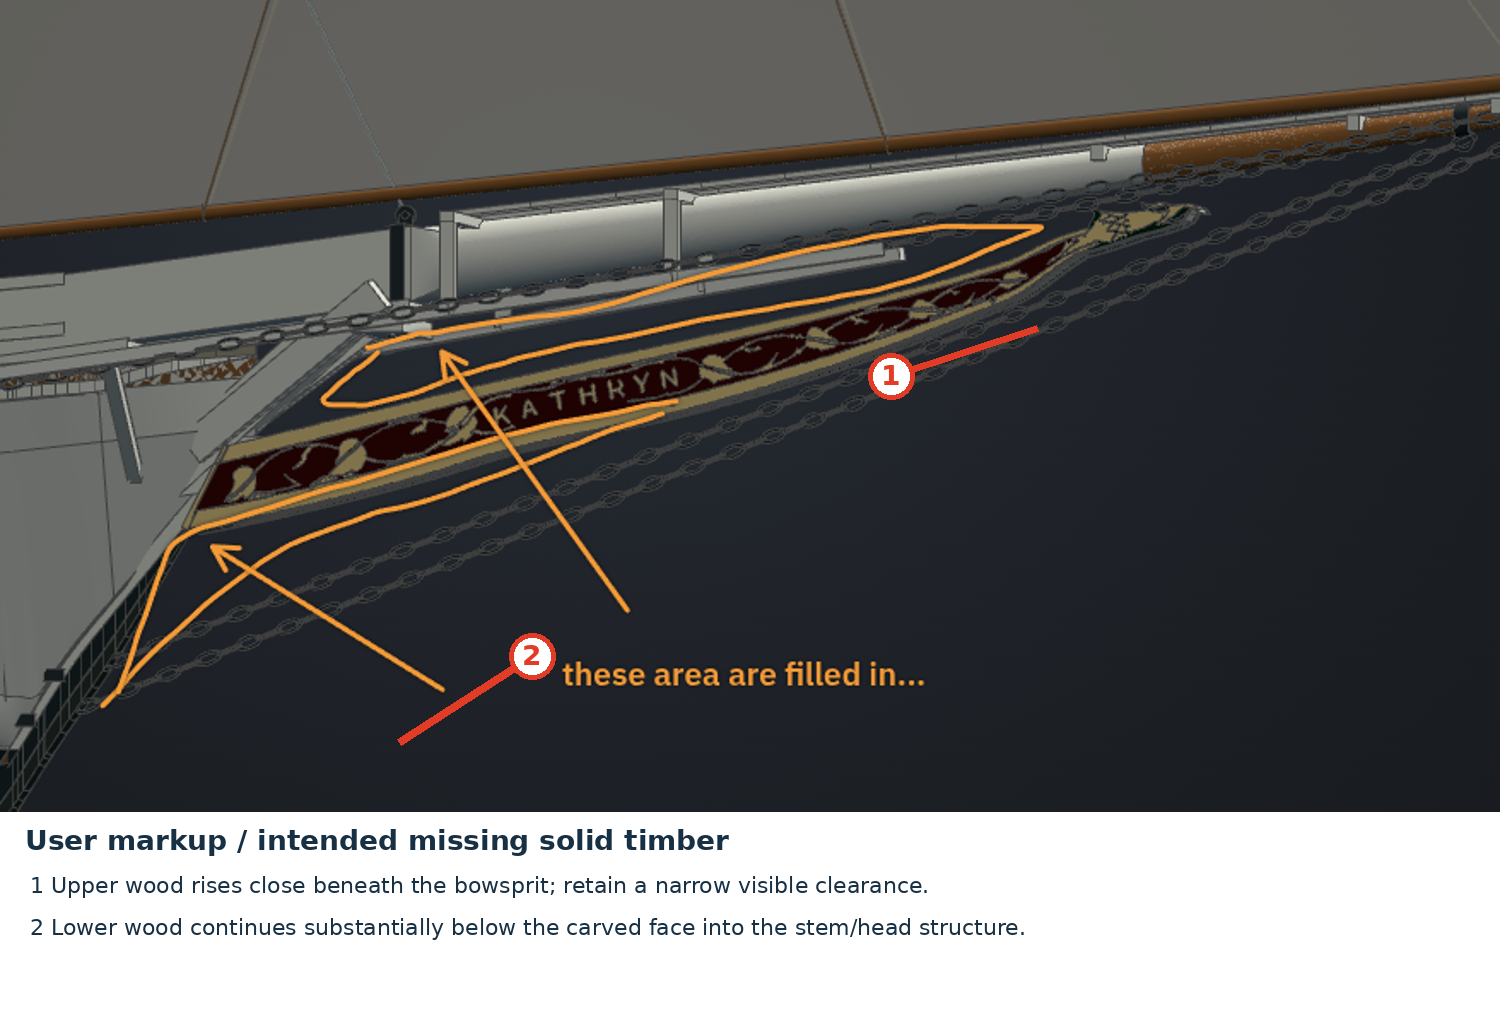 KATHRYN
1
2
these area are filled in...
User markup / intended missing solid timber
1 Upper wood rises close beneath the bowsprit; retain a narrow visible clearance.
2 Lower wood continues substantially below the carved face into the stem/head structure.